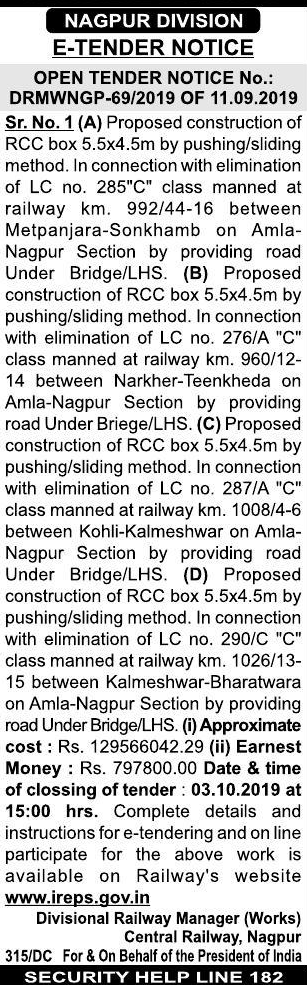 NAGPUR DIVISION
E-TENDER NOTICE
OPEN TENDER NOTICE No.:
DRMWNGP-69/2019 OF 11.09.2019
Sr. No. 1 (A) Proposed construction of
RCC box 5.5x4.5m by pushing/sliding
method. In connection with elimination
of LC no. 285"C" class manned at
railway km. 992/44-16 between
Metpanjara-Sonkhamb on Amla-
Nagpur Section by providing road
Under Bridge/LHS. (B) Proposed
construction of RCC box 5.5x4.5m by
pushing/sliding method. In connection
with elimination of LC no. 276/A "C"
class manned at railway km. 960/12-
14 between Narkher-Teenkheda on
Amla-Nagpur Section by providing
road Under Briege/LHS. (C) Proposed
construction of RCC box 5.5x4.5m by
pushing/sliding method. In connection
with elimination of LC no. 287/A "C"
class manned at railway km. 1008/4-6
between Kohli-Kalmeshwar on Amla-
Nagpur Section by providing road
Under Bridge/LHS. (D) Proposed
construction of RCC box 5.5x4.5m by
pushing/sliding method. In connection
with elimination of LC no. 290/C "C"
class manned at railway km. 1026/13-
15 between Kalmeshwar-Bharatwara
on Amla-Nagpur Section by providing
road Under Bridge/LHS. (i) Approximate
cost : Rs. 129566042.29 (ii) Earnest
Money : Rs. 797800.00 Date & time
of clossing of tender : 03.10.2019 at
15:00 hrs. Complete details and
instructions for e-tendering and on line
participate for the above work is
available on Railway's website
www.ireps.gov.in
Divisional Railway Manager (Works)
Central Railway, Nagpur
315/DC For & On Behalf of the President of India
SECURITY HELP LINE 182